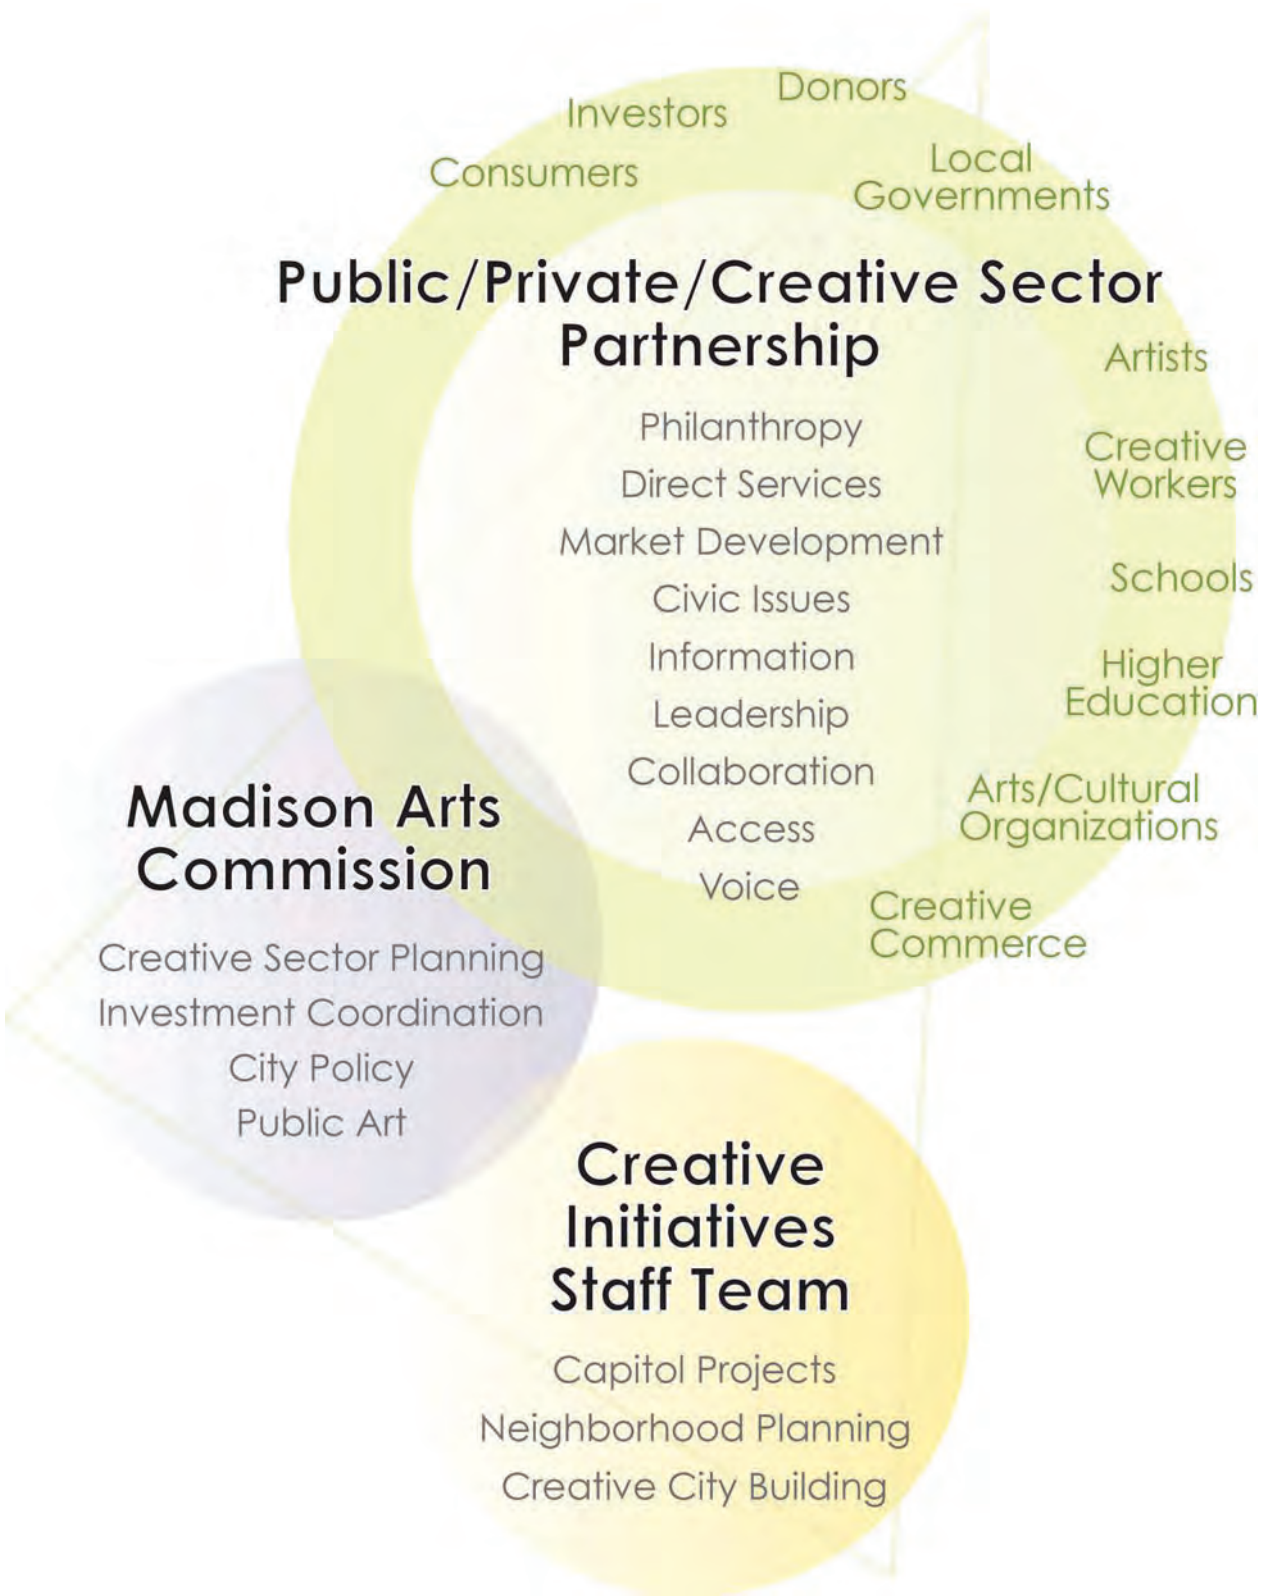 Donors
Investors
Consumers
Local
Governments
Public/Private/Creative Sector
Partnership
Artists
Creative
Workers
Schools
Higher
Education
Arts/Cultural
Organizations
Creative
Commerce
Philanthropy
Direct Services
Market Development
Civic Issues
Information
Leadership
Collaboration
Access
Voice
Madison Arts
Commission
Creative Sector Planning
Investment Coordination
City Policy
Public Art
Creative
Initiatives
Staff Team
Capitol Projects
Neighborhood Planning
Creative City Building